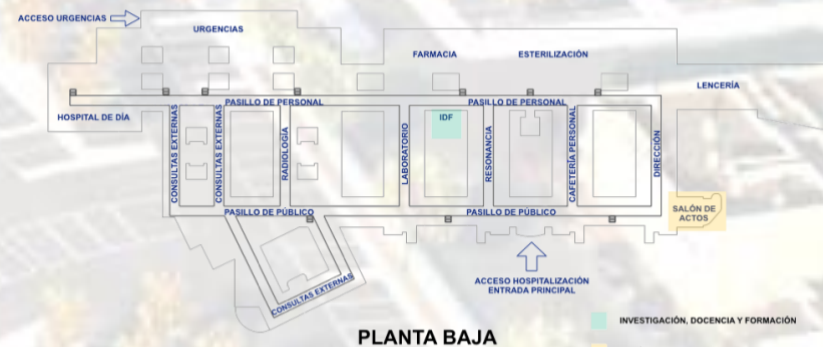 ACCESO URGENCIAS
URGENCIAS
FARMACIA
ESTERILIZACIÓN
LENCERÍA
PASILLO DE PERSONAL
PASILLO DE PERSONAL
HOSPITAL DE DÍA
CONSULTAS EXTERNAS
CONSULTAS EXTERNAS
RADIOLOGÍA
LABORATORIO
IDF
RESONANCIA
CAFETERÍA PERSONAL
DIRECCIÓN
PASILLO DE PÚBLICO
PASILLO DE PÚBLICO
SALÓN DE
ACTOS
CONSULTAS EXTERNAS
ACCESO HOSPITALIZACIÓN
ENTRADA PRINCIPAL
INVESTIGACIÓN, DOCENCIA Y FORMACIÓN
PLANTA BAJA